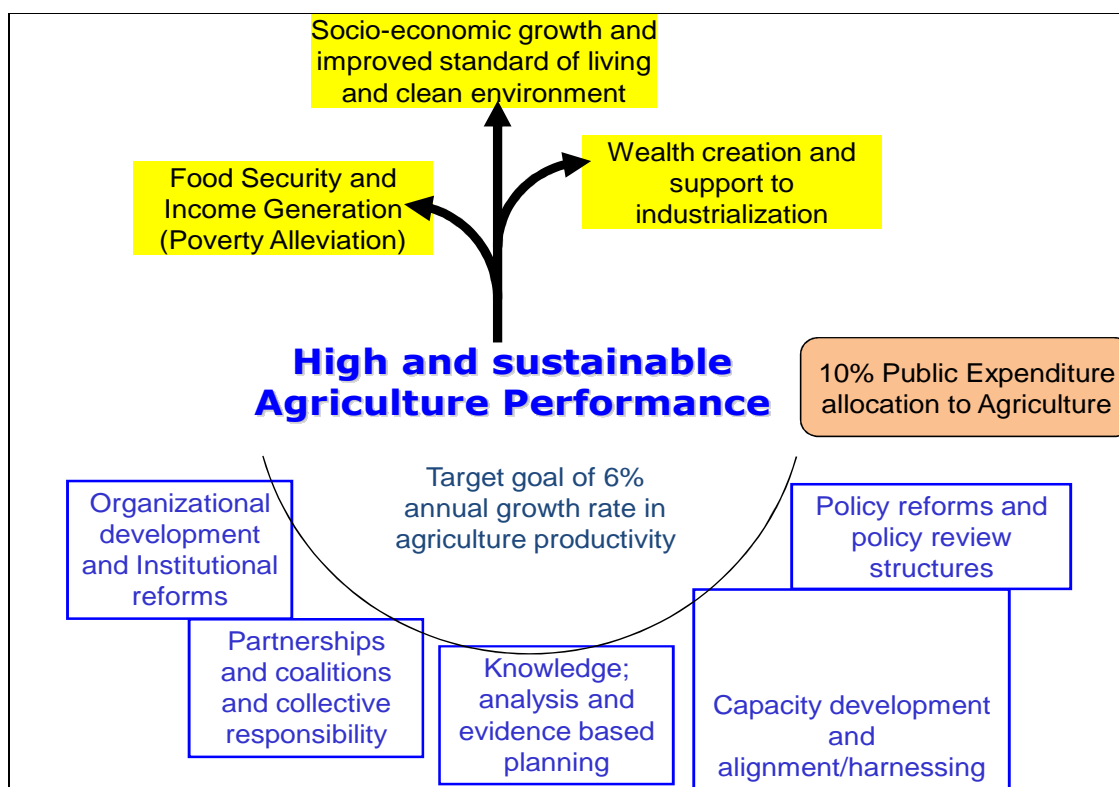 Socio-economic growth and
improved standard of living
and clean environment
Wealth creation and
support to
industrialization
Food Security and
Income Generation
(Poverty Alleviation)
High and sustainable
Agriculture Performance
10% Public Expenditure
allocation to Agriculture
Target goal of 6%
annual growth rate in
agriculture productivity
Organizational
development
and Institutional
reforms
Partnerships
and coalitions
and collective
responsibility
Knowledge;
analysis and
evidence based
planning
Capacity development
and
alignment/harnessing
Policy reforms and
policy review
structures